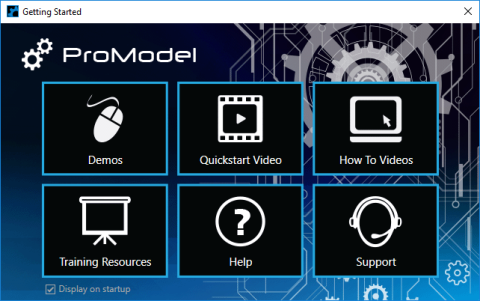 Getting Started
ProModel
Demos
Quickstart Video
How To Videos
Training Resources
Help
Support
Display on startup